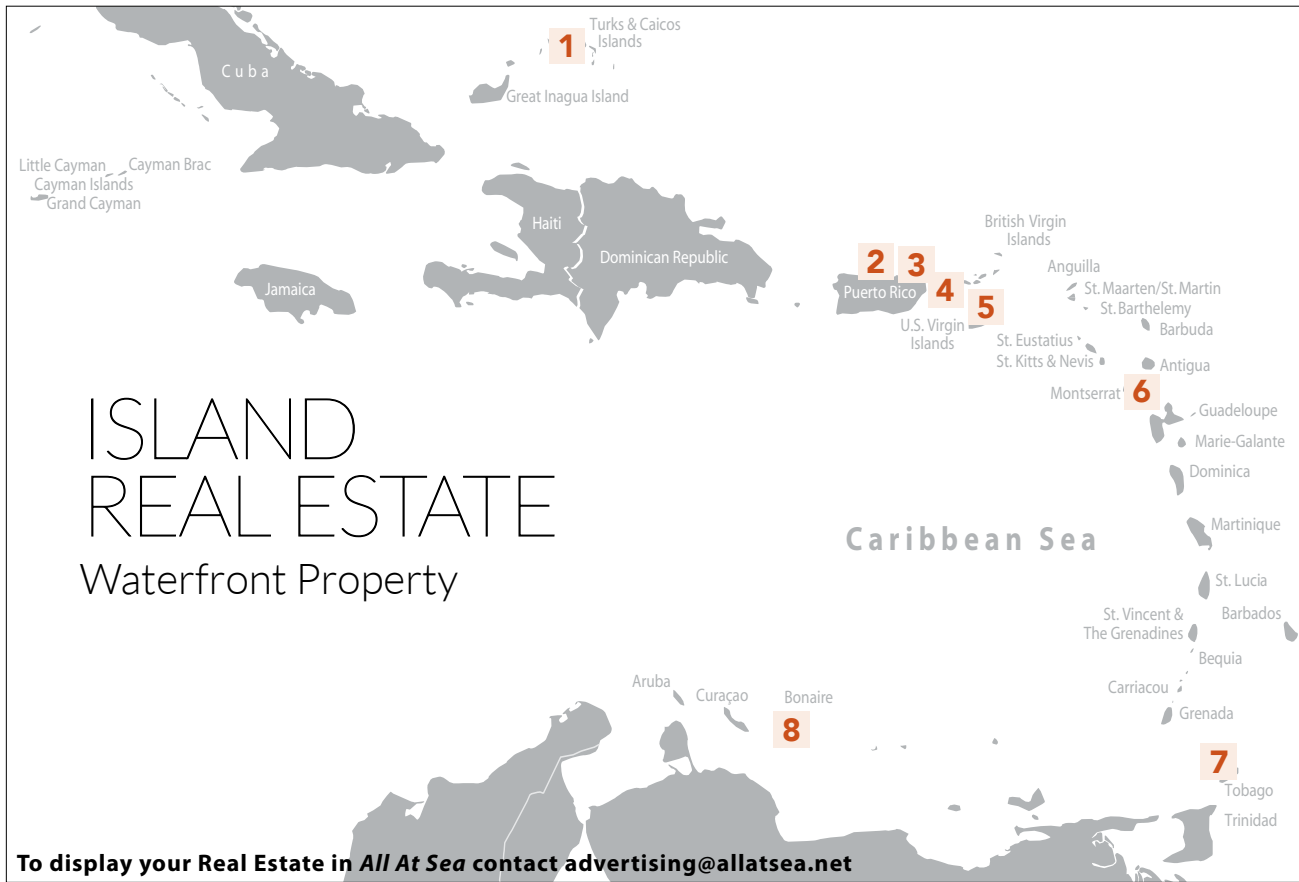 Turks & Caicos
Islands
1
Cuba
Great Inagua Island
Little Cayman
Cayman Brac
Cayman Islands
Grand Cayman
Haiti
Dominican Republic
Jamaica
British Virgin
Islands
2
3
4
5
Puerto Rico
U.S. Virgin
Islands
Anguilla
St. Maarten/St. Martin
St. Barthelemy
Barbuda
St. Eustatius
St. Kitts & Nevis
Antigua
Montserrat
6
Guadeloupe
Marie-Galante
Dominica
ISLAND
REAL ESTATE
Waterfront Property
Caribbean Sea
Martinique
St. Lucia
St. Vincent &
The Grenadines
Barbados
Bequia
Carriacou
Grenada
Aruba
Curaçao
Bonaire
8
7
Tobago
Trinidad
To display your Real Estate in All At Sea contact advertising@allatsea.net